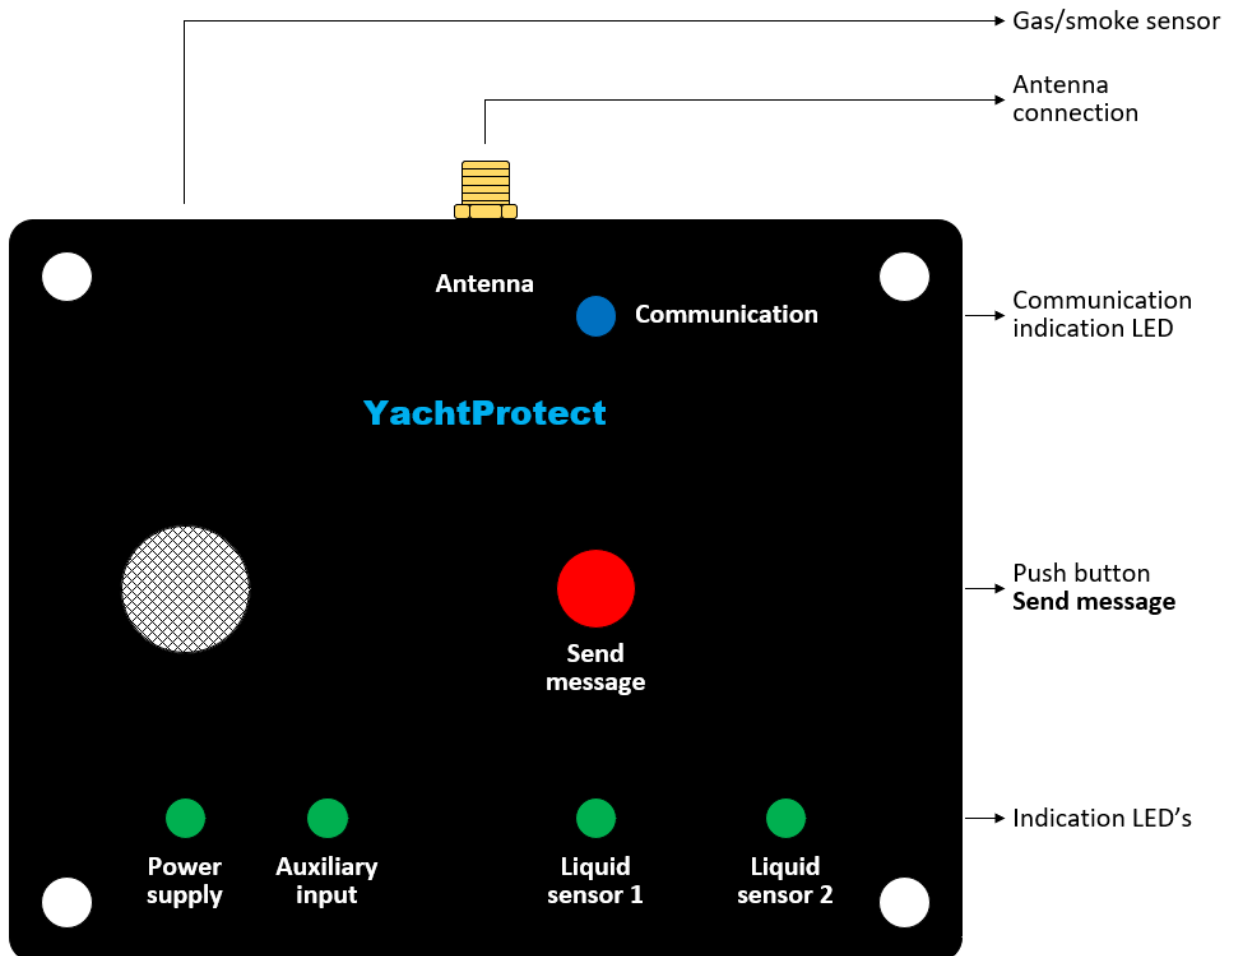 Gas/smoke sensor
Antenna
connection
Antenna
Communication
Communication
indication LED
YachtProtect
Push button
Send message
Send
message
Indication LED's
Power
supply
Auxiliary
input
Liquid
sensor 1
Liquid
sensor 2